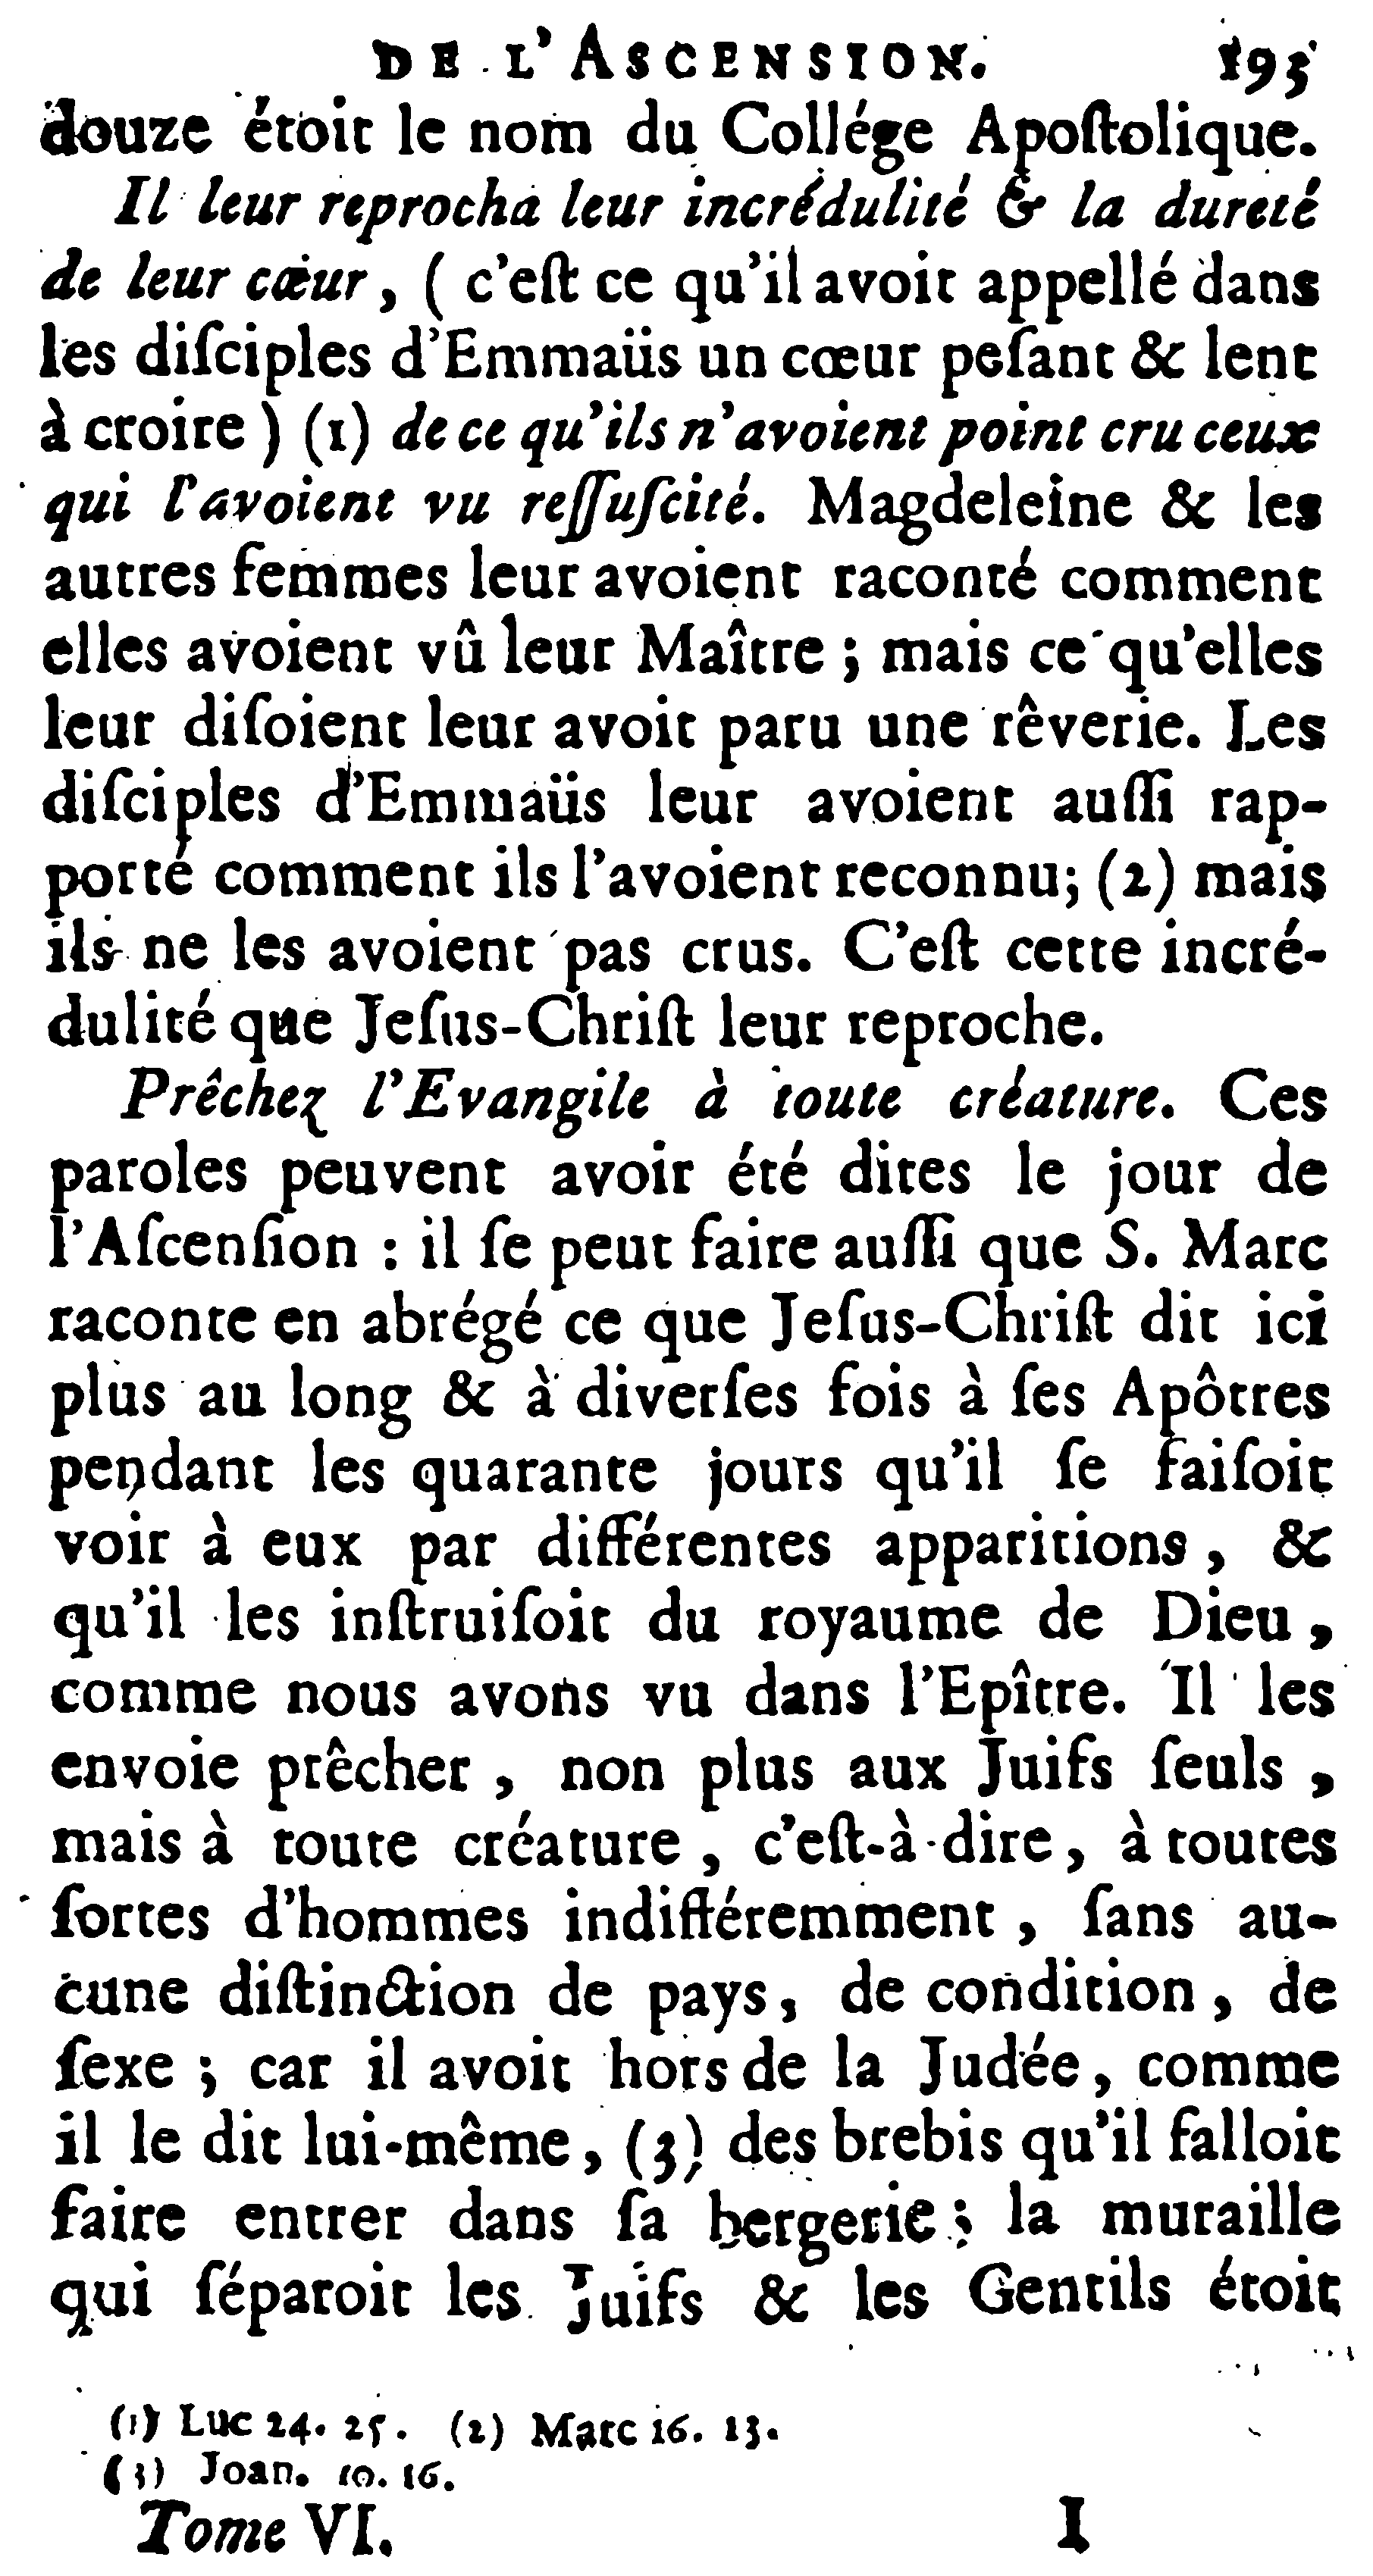 DE L'ASCENSION. 193
douze étoit le nom du Collége Apoſtolique.
Il leur reprocha leur incrédulité & la dureté
de leur cœur, ( c'eſt ce qu'il avoit appellé dans
les diſciples d'Emmaüs un cœur peſant & lent
à croire ) (1) de ce qu'ils n'avoient point cru ceux
qui l'avoient vu reſſuſcité. Magdeleine & les
autres femmes leur avoient raconté comment
elles avoient vû leur Maître ; mais ce qu'elles
leur diſoient leur avoit paru une rêverie. Les
diſciples d'Emmaüs leur avoient auſſi rap-
porté comment ils l'avoient reconnu; (2) mais
ils ne les avoient pas crus. C'eſt cette incré-
dulité que Jeſus-Chriſt leur reproche.
Prêchez l'Evangile à toute créature. Ces
paroles peuvent avoir été dites le jour de
l'Aſcenſion : il ſe peut faire auſſi que S. Marc
raconte en abrégé ce que Jeſus-Chriſt dit ici
plus au long & à diverſes fois à ſes Apôtres
pendant les quarante jours qu'il ſe faiſoit
voir à eux par différentes apparitions, &
qu'il les inſtruiſoit du royaume de Dieu,
comme nous avons vu dans l'Epître. Il les
envoie prêcher, non plus aux Juifs ſeuls,
mais à toute créature, c'eſt-à-dire, à toutes
ſortes d'hommes indifféremment, ſans au-
cune diſtinction de pays, de condition, de
ſexe ; car il avoit hors de la Judée, comme
il le dit lui-même, (3) des brebis qu'il falloit
faire entrer dans ſa bergerie ; la muraille
qui ſéparoit les Juifs & les Gentils étoit
(1) Luc 24. 25. (2) Marc 16. 13.
(3) Joan. 10. 16.
Tome VI. I